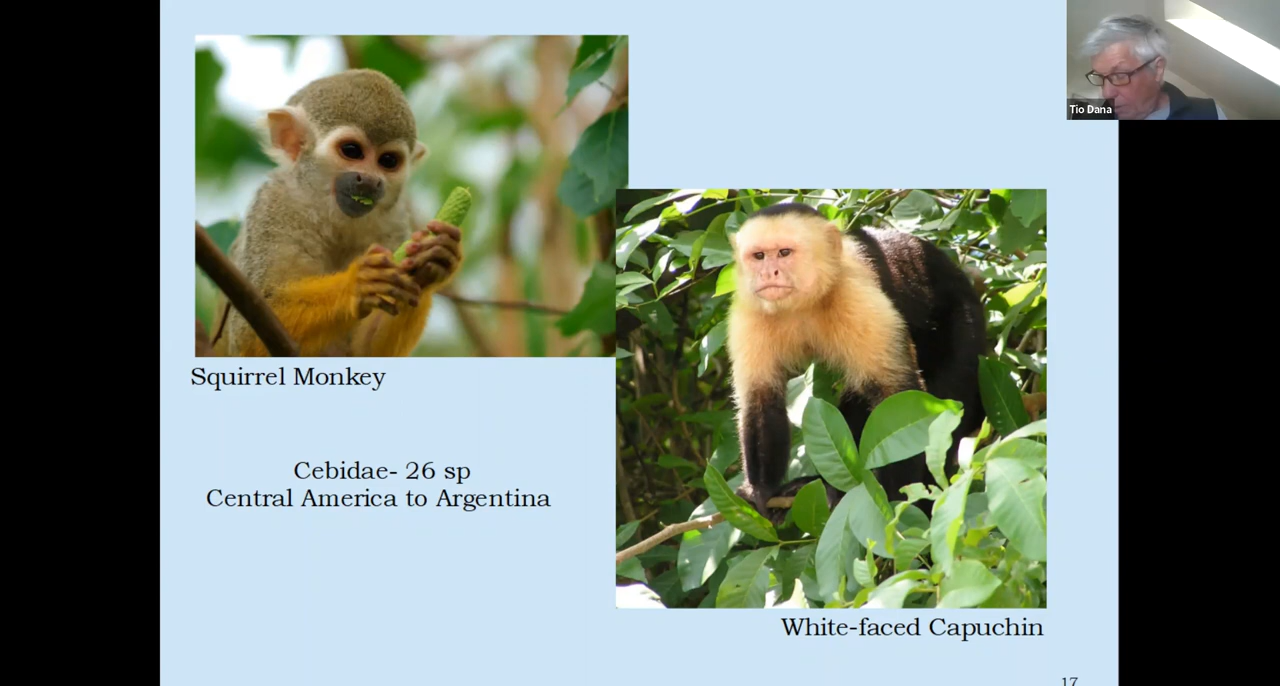 Tio Dana
Squirrel Monkey
Cebidae- 26 sp
Central America to Argentina
White-faced Capuchin
17